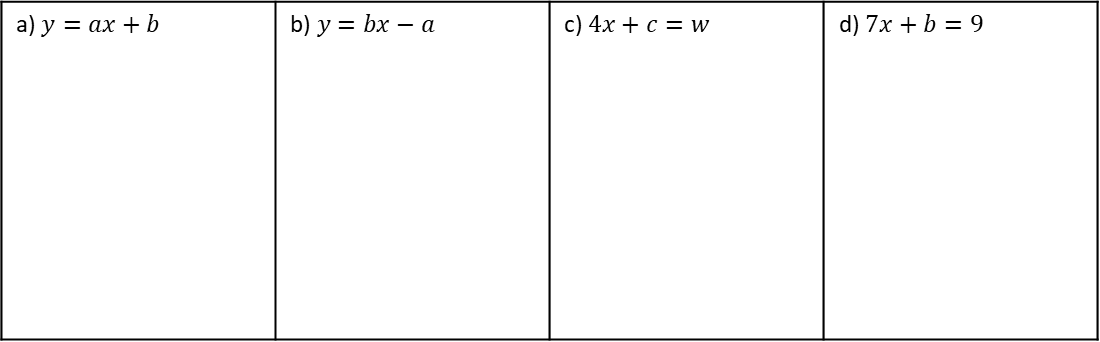 a) y = ax + b
b) y = bx − a
c) 4x + c = w
d) 7x + b = 9